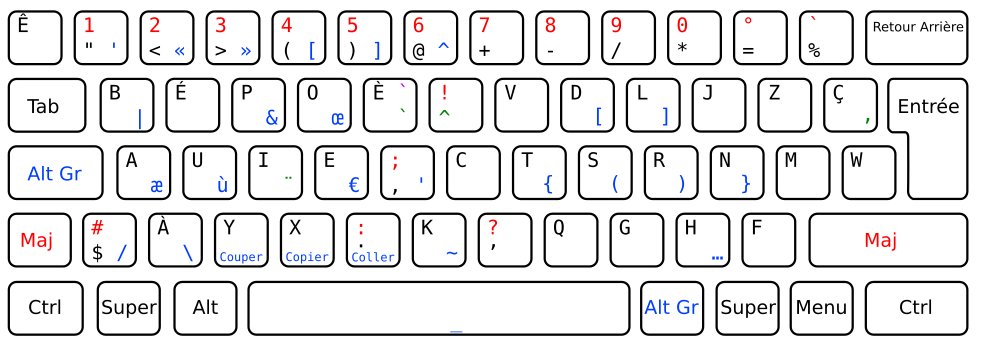 Ê 1 " ' 2 < « 3 > » 4 ( [ 5 ) ] 6 @ ^ 7 + 8 - 9 / 0 * ° = ` % Retour Arrière
Tab B | É P & O œ È ` ` ! ^ V D [ L ] J Z Ç , Entrée
Alt Gr A æ U ù I ¨ E € ; , ' C T { S ( R ) N } M W
Maj # $ / À \ Y Couper X Copier : . Coller K ~ ? ' Q G H … F Maj
Ctrl Super Alt _ Alt Gr Super Menu Ctrl